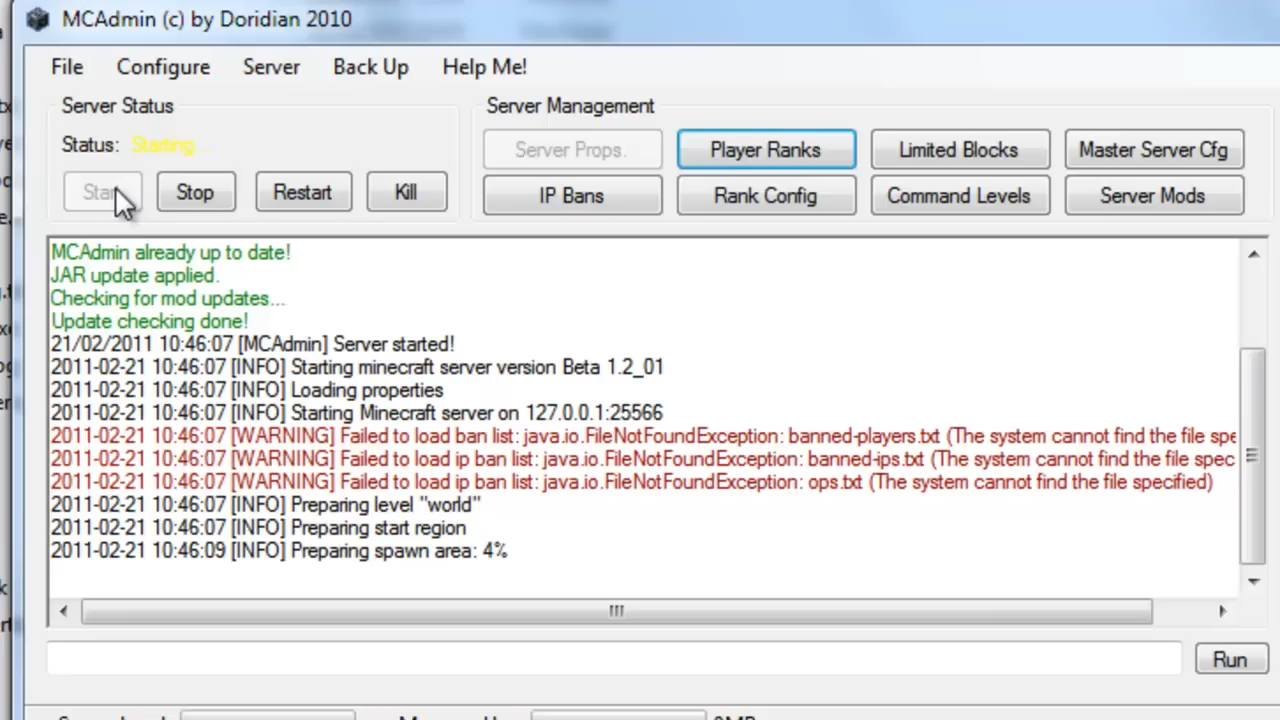 MCAdmin (c) by Doridian 2010
File Configure Server Back Up Help Me!
Server Status
Status: Starting...
Stop Restart Kill
Server Management
Server Props. Player Ranks Limited Blocks Master Server Cfg
IP Bans Rank Config Command Levels Server Mods
MCAdmin already up to date!
JAR update applied.
Checking for mod updates...
Update checking done!
21/02/2011 10:46:07 [MCAdmin] Server started!
2011-02-21 10:46:07 [INFO] Starting minecraft server version Beta 1.2_01
2011-02-21 10:46:07 [INFO] Loading properties
2011-02-21 10:46:07 [INFO] Starting Minecraft server on 127.0.0.1:25566
2011-02-21 10:46:07 [WARNING] Failed to load ban list: java.io.FileNotFoundException: banned-players.txt (The system cannot find the file spe
2011-02-21 10:46:07 [WARNING] Failed to load ip ban list: java.io.FileNotFoundException: banned-ips.txt (The system cannot find the file spec
2011-02-21 10:46:07 [WARNING] Failed to load ip ban list: java.io.FileNotFoundException: ops.txt (The system cannot find the file specified)
2011-02-21 10:46:07 [INFO] Preparing level "world"
2011-02-21 10:46:07 [INFO] Preparing start region
2011-02-21 10:46:09 [INFO] Preparing spawn area: 4%
Run